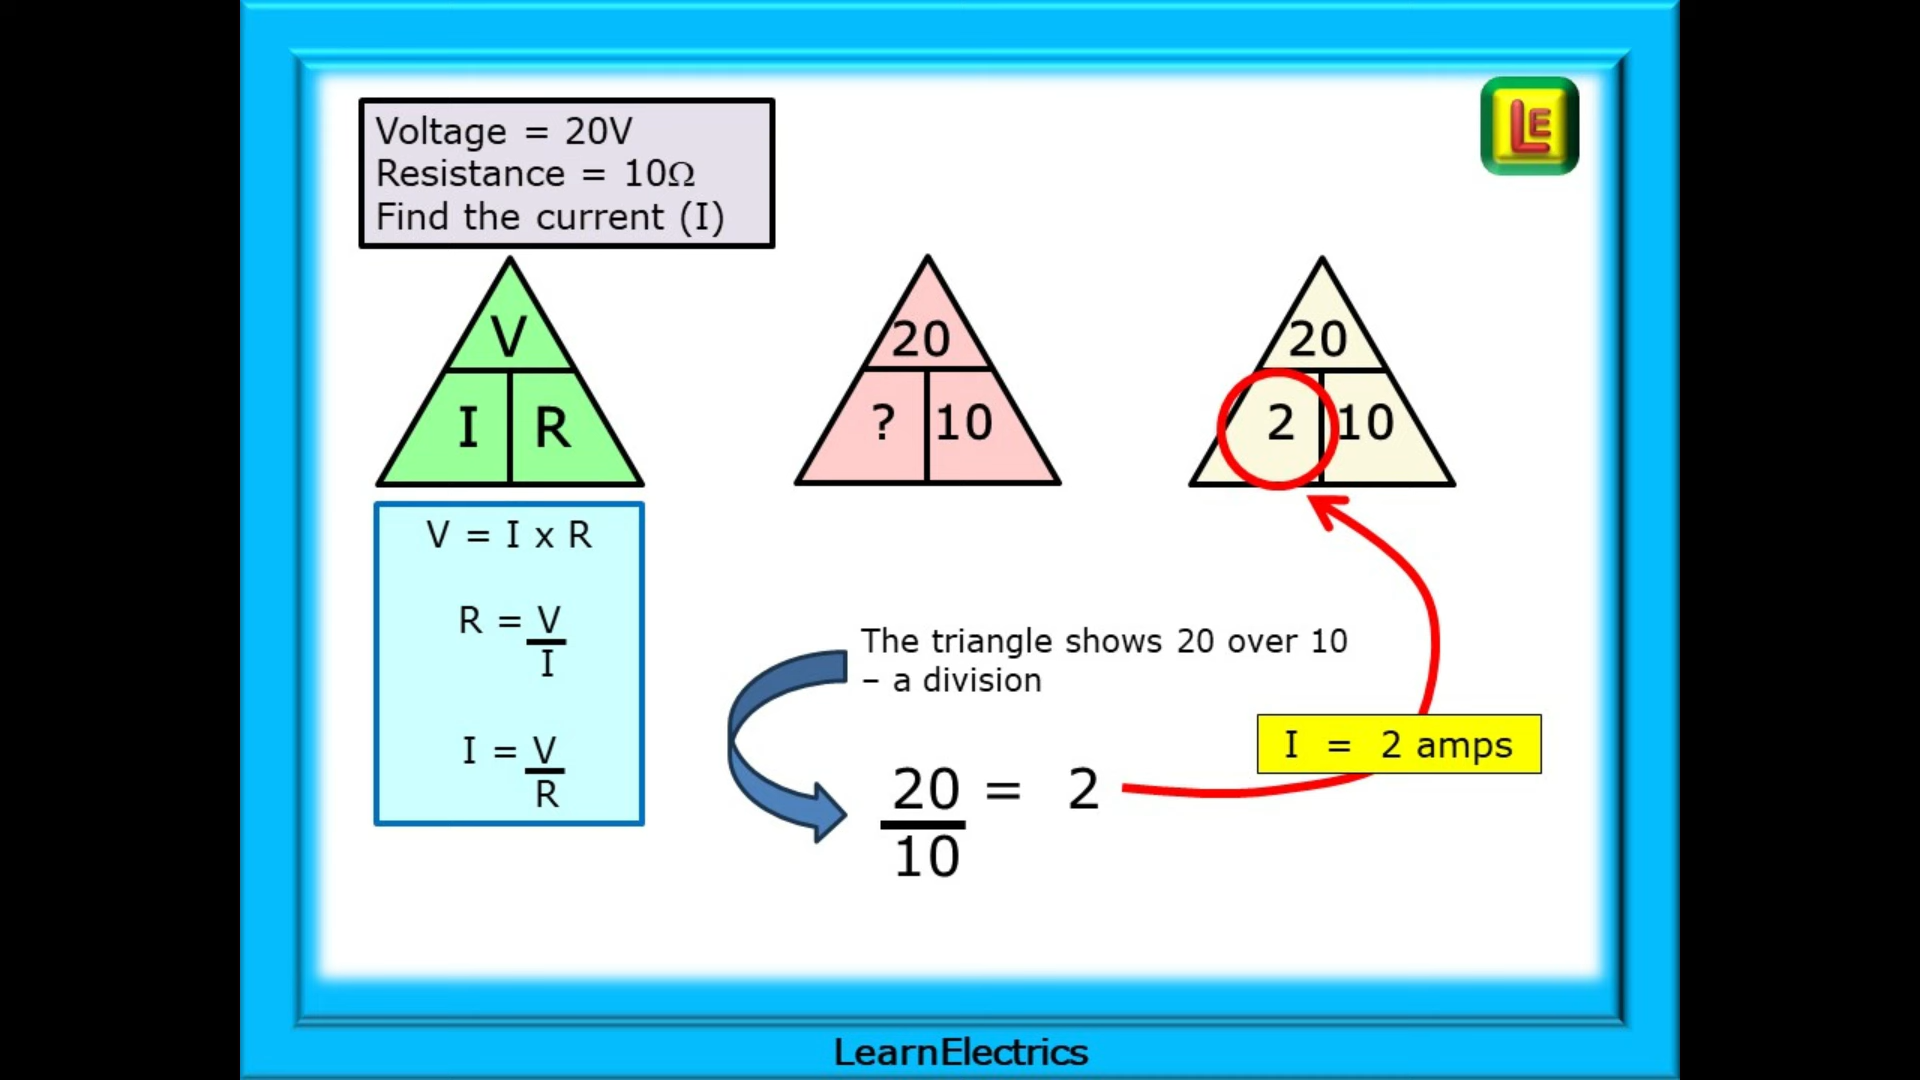 Voltage = 20V
Resistance = 10Ω
Find the current (I)
LE
V
I R
20
? 10
20
2 10
V = I x R
R = V
I
I = V
R
The triangle shows 20 over 10
– a division
20 = 2
10
I = 2 amps
LearnElectrics